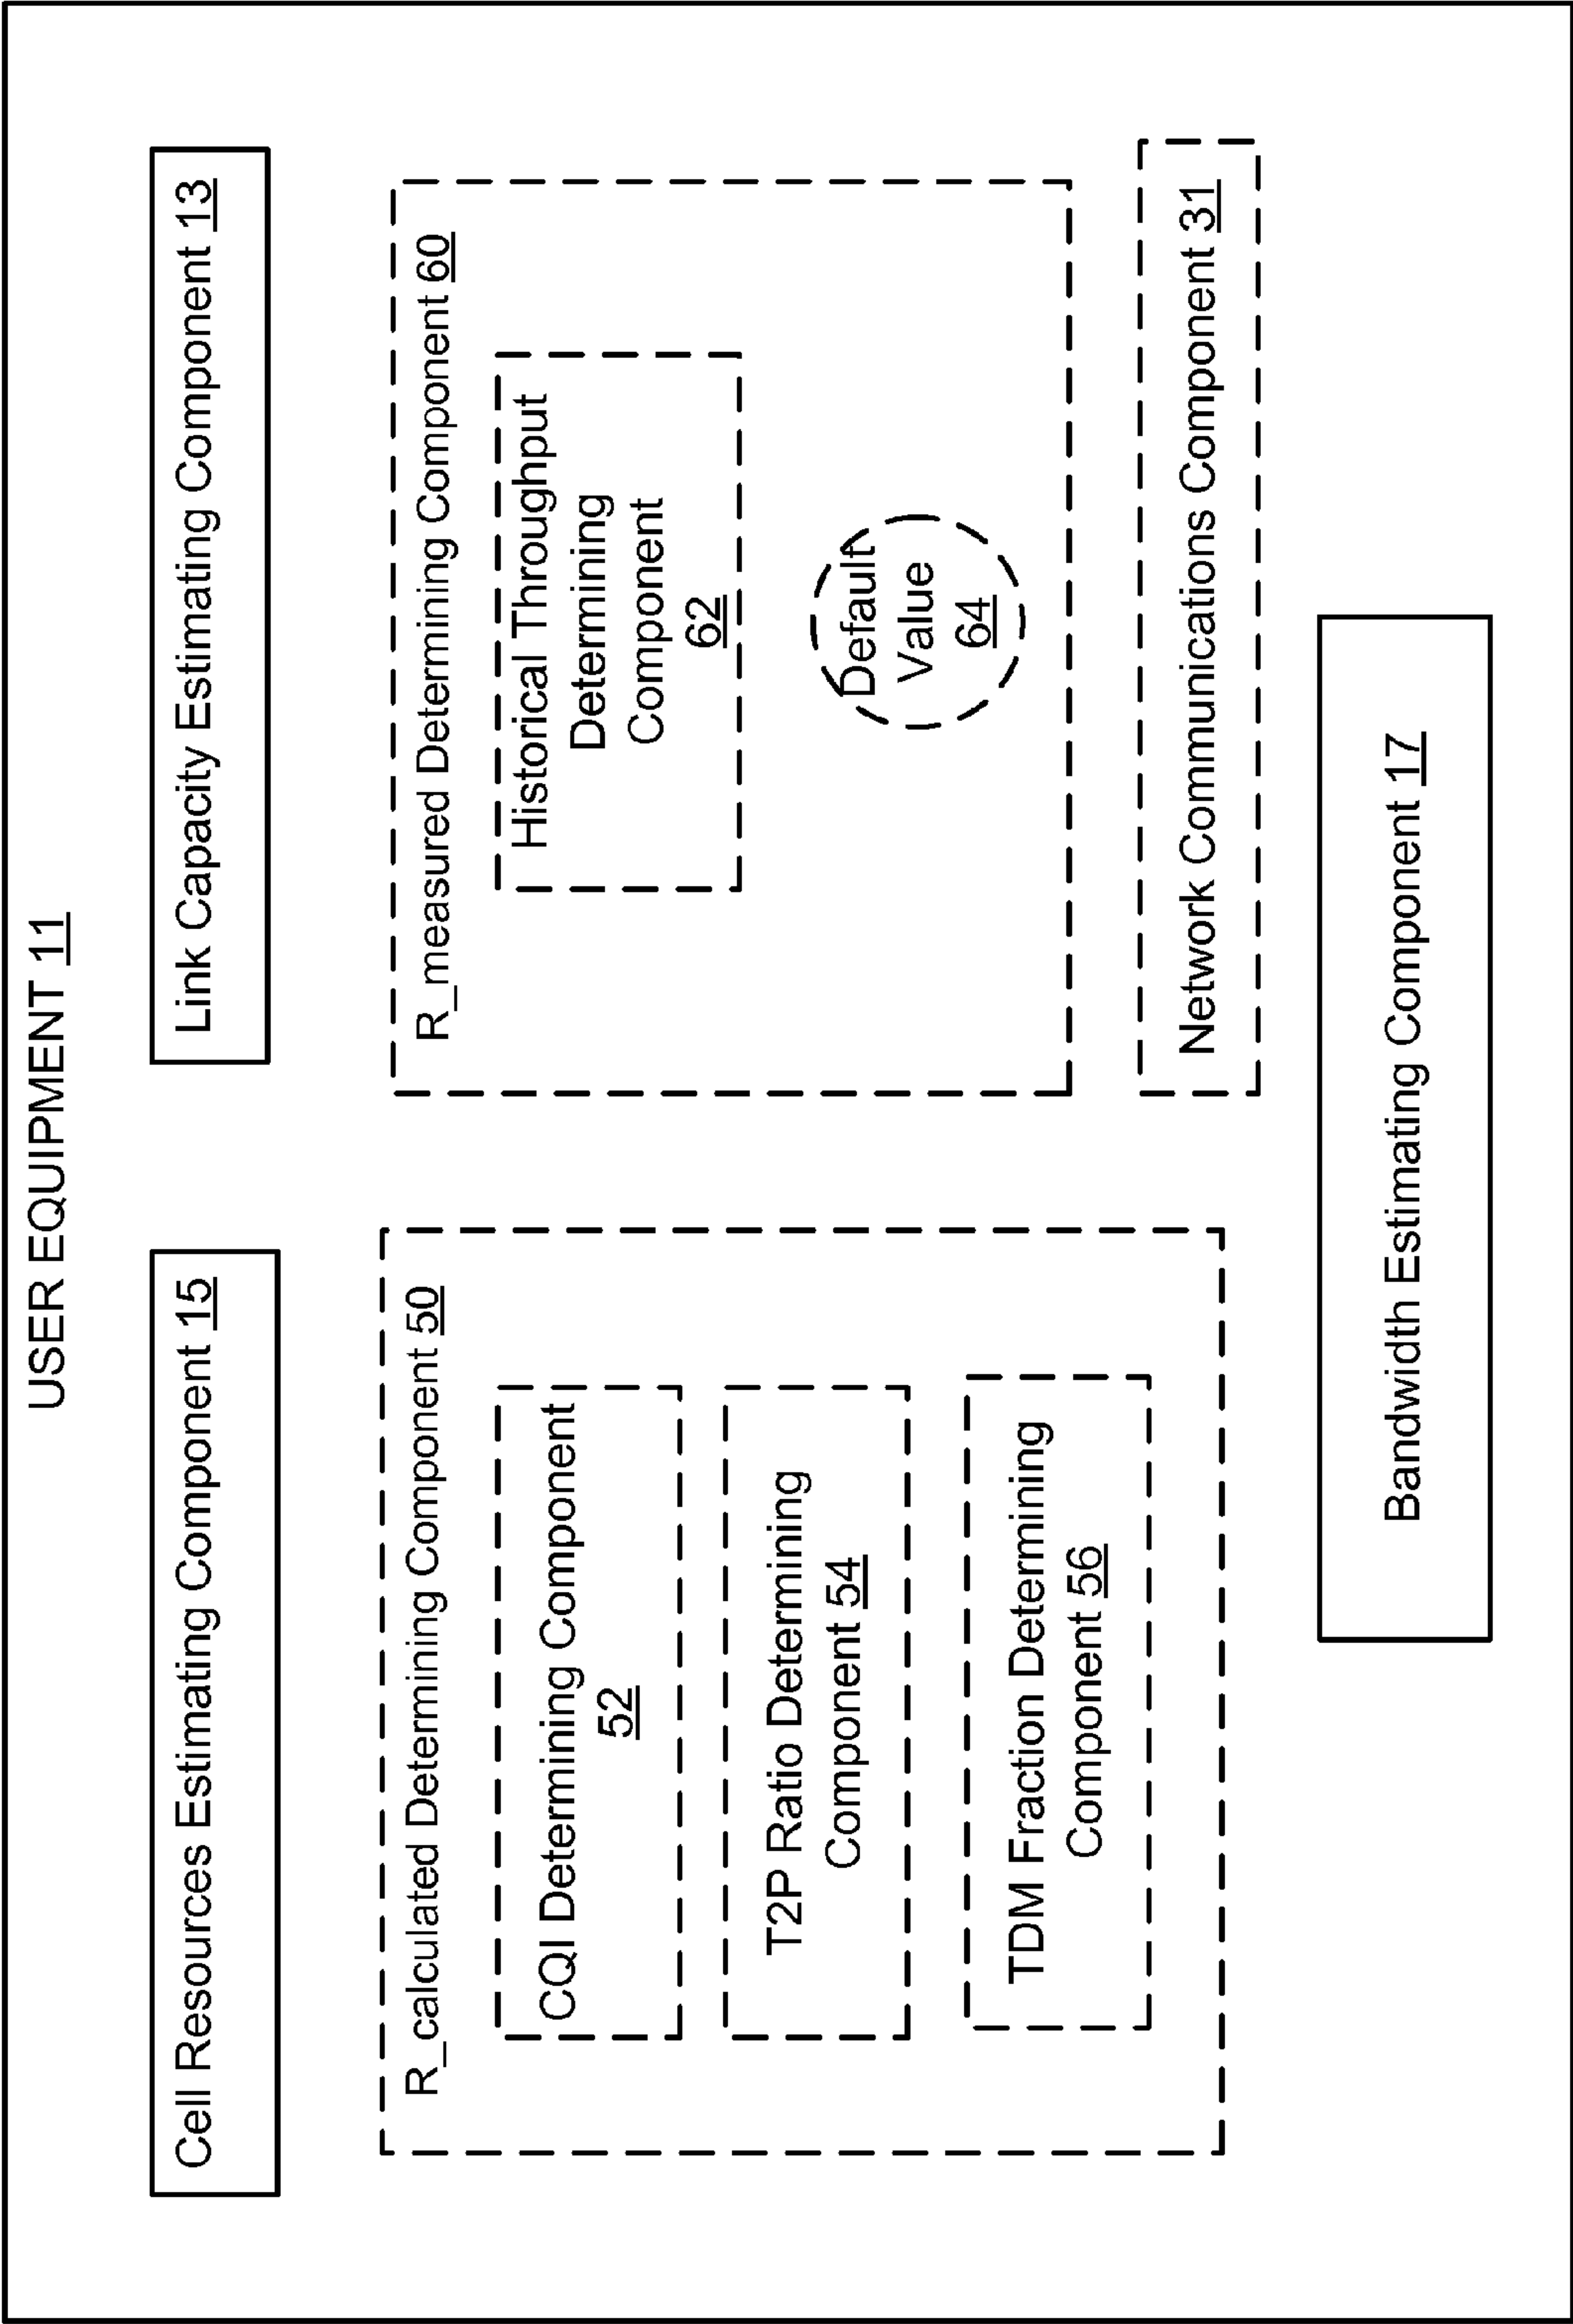 USER EQUIPMENT 11
Cell Resources Estimating Component 15
Link Capacity Estimating Component 13
R_calculated Determining Component 50
CQI Determining Component
52
T2P Ratio Determining
Component 54
TDM Fraction Determining
Component 56
R_measured Determining Component 60
Historical Throughput
Determining
Component
62
Default
Value
64
Network Communications Component 31
Bandwidth Estimating Component 17